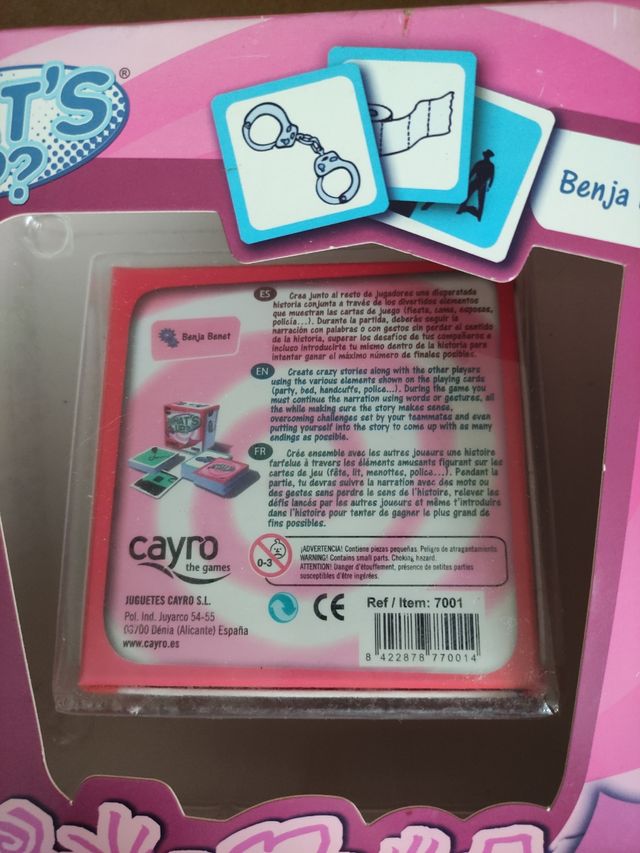 T'S®
P?
Benja
Benja Benet
ES Crea junto al resto de jugadores una disparatada
historia conjunta a través de los divertidos elementos
que muestran las cartas de juego (fiesta, cama, esposas,
policía...). Durante la partida, deberás seguir la
narración con palabras o con gestos sin perder el sentido
de la historia, superar los desafíos de tus compañeros e
incluso introducirte tu mismo dentro de la historia para
intentar ganar el máximo número de finales posibles.
EN Create crazy stories along with the other players
using the various elements shown on the playing cards
(party, bed, handcuffs, police...). During the game you
must continue the narration using words or gestures, all
the while making sure the story makes sense,
overcoming challenges set by your teammates and even
putting yourself into the story to come up with as many
endings as possible.
FR Crée ensemble avec les autres joueurs une histoire
farfelue à travers les éléments amusants figurant sur les
cartes de jeu (fête, lit, menottes, police...). Pendant la
partie, tu devras suivre la narration avec des mots ou
des gestes sans perdre le sens de l'histoire, relever les
défis lancés par les autres joueurs et même t'introduire
dans l'histoire pour tenter de gagner le plus grand de
fins possibles.
cayro
the games
0-3
¡ADVERTENCIA! Contiene piezas pequeñas. Peligro de atragantamiento.
WARNING! Contains small parts. Choking hazard.
ATTENTION! Danger d'étouffement, présence de petites parties
susceptibles d'être ingérées.
JUGUETES CAYRO S.L.
Pol. Ind. Juyarco 54-55
03700 Dénia (Alicante) España
www.cayro.es
CE
Ref / Item: 7001
8 422878 770014